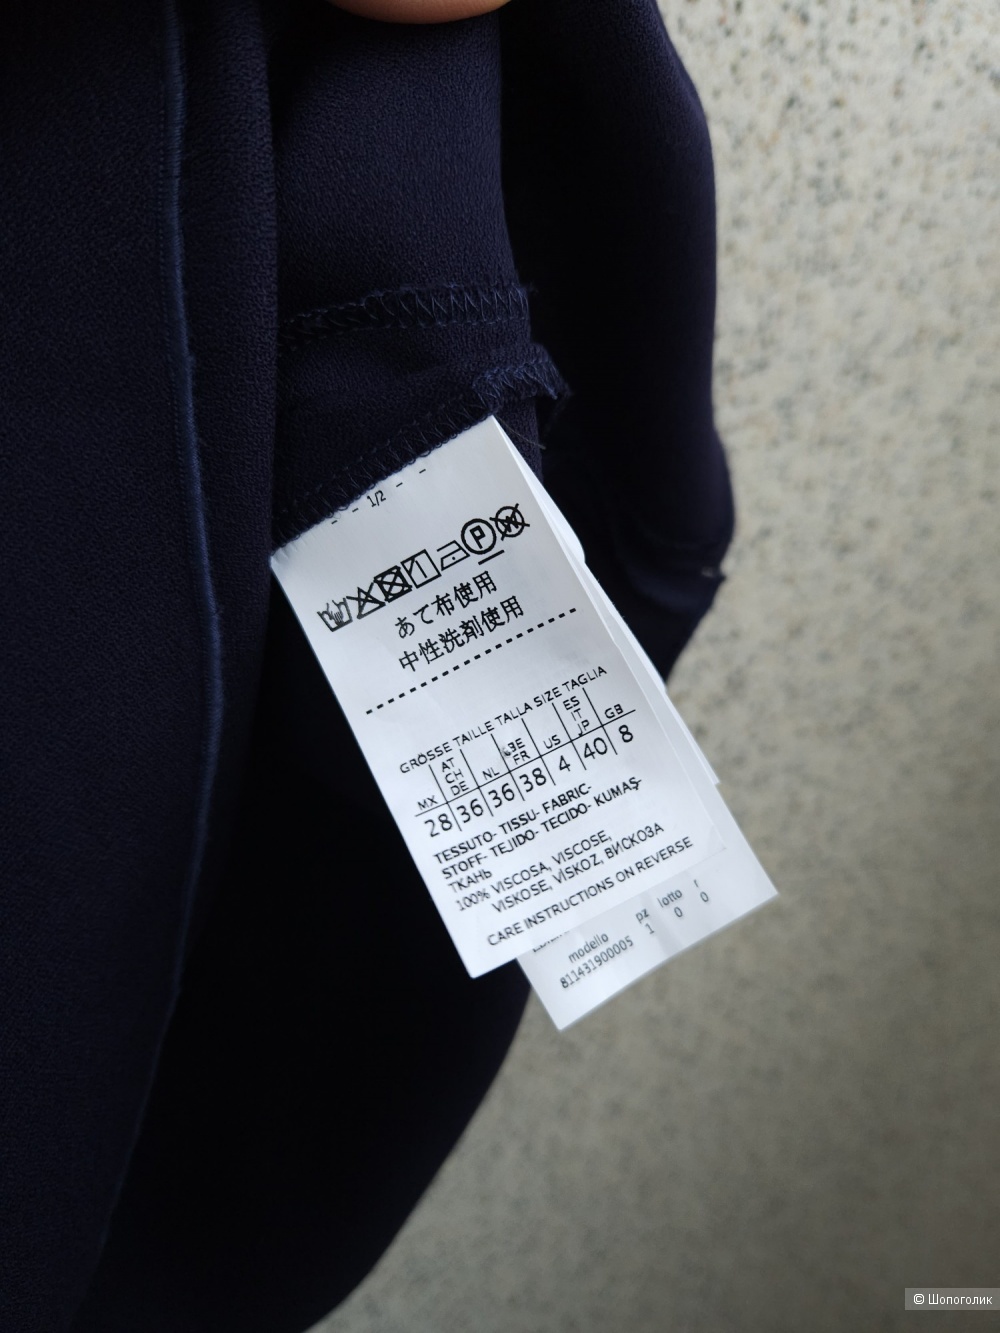 - - 1/2 - -
P W
あて布使用
中性洗剤使用
GRÖSSE TAILLE TALLA SIZE TAGLIA
MX AT CH DE NL BE FR US ES IT JP GB
28 36 36 38 4 40 8
TESSUTO- TISSU- FABRIC-
STOFF- TEJIDO- TECIDO- KUMAŞ-
ТКАНЬ
100% VISCOSA, VISCOSE,
VISKOSE, VİSKOZ, ВИСКОЗА
CARE INSTRUCTIONS ON REVERSE
modello pz lotto r
811431900005 1 0 0
© Шопоголик